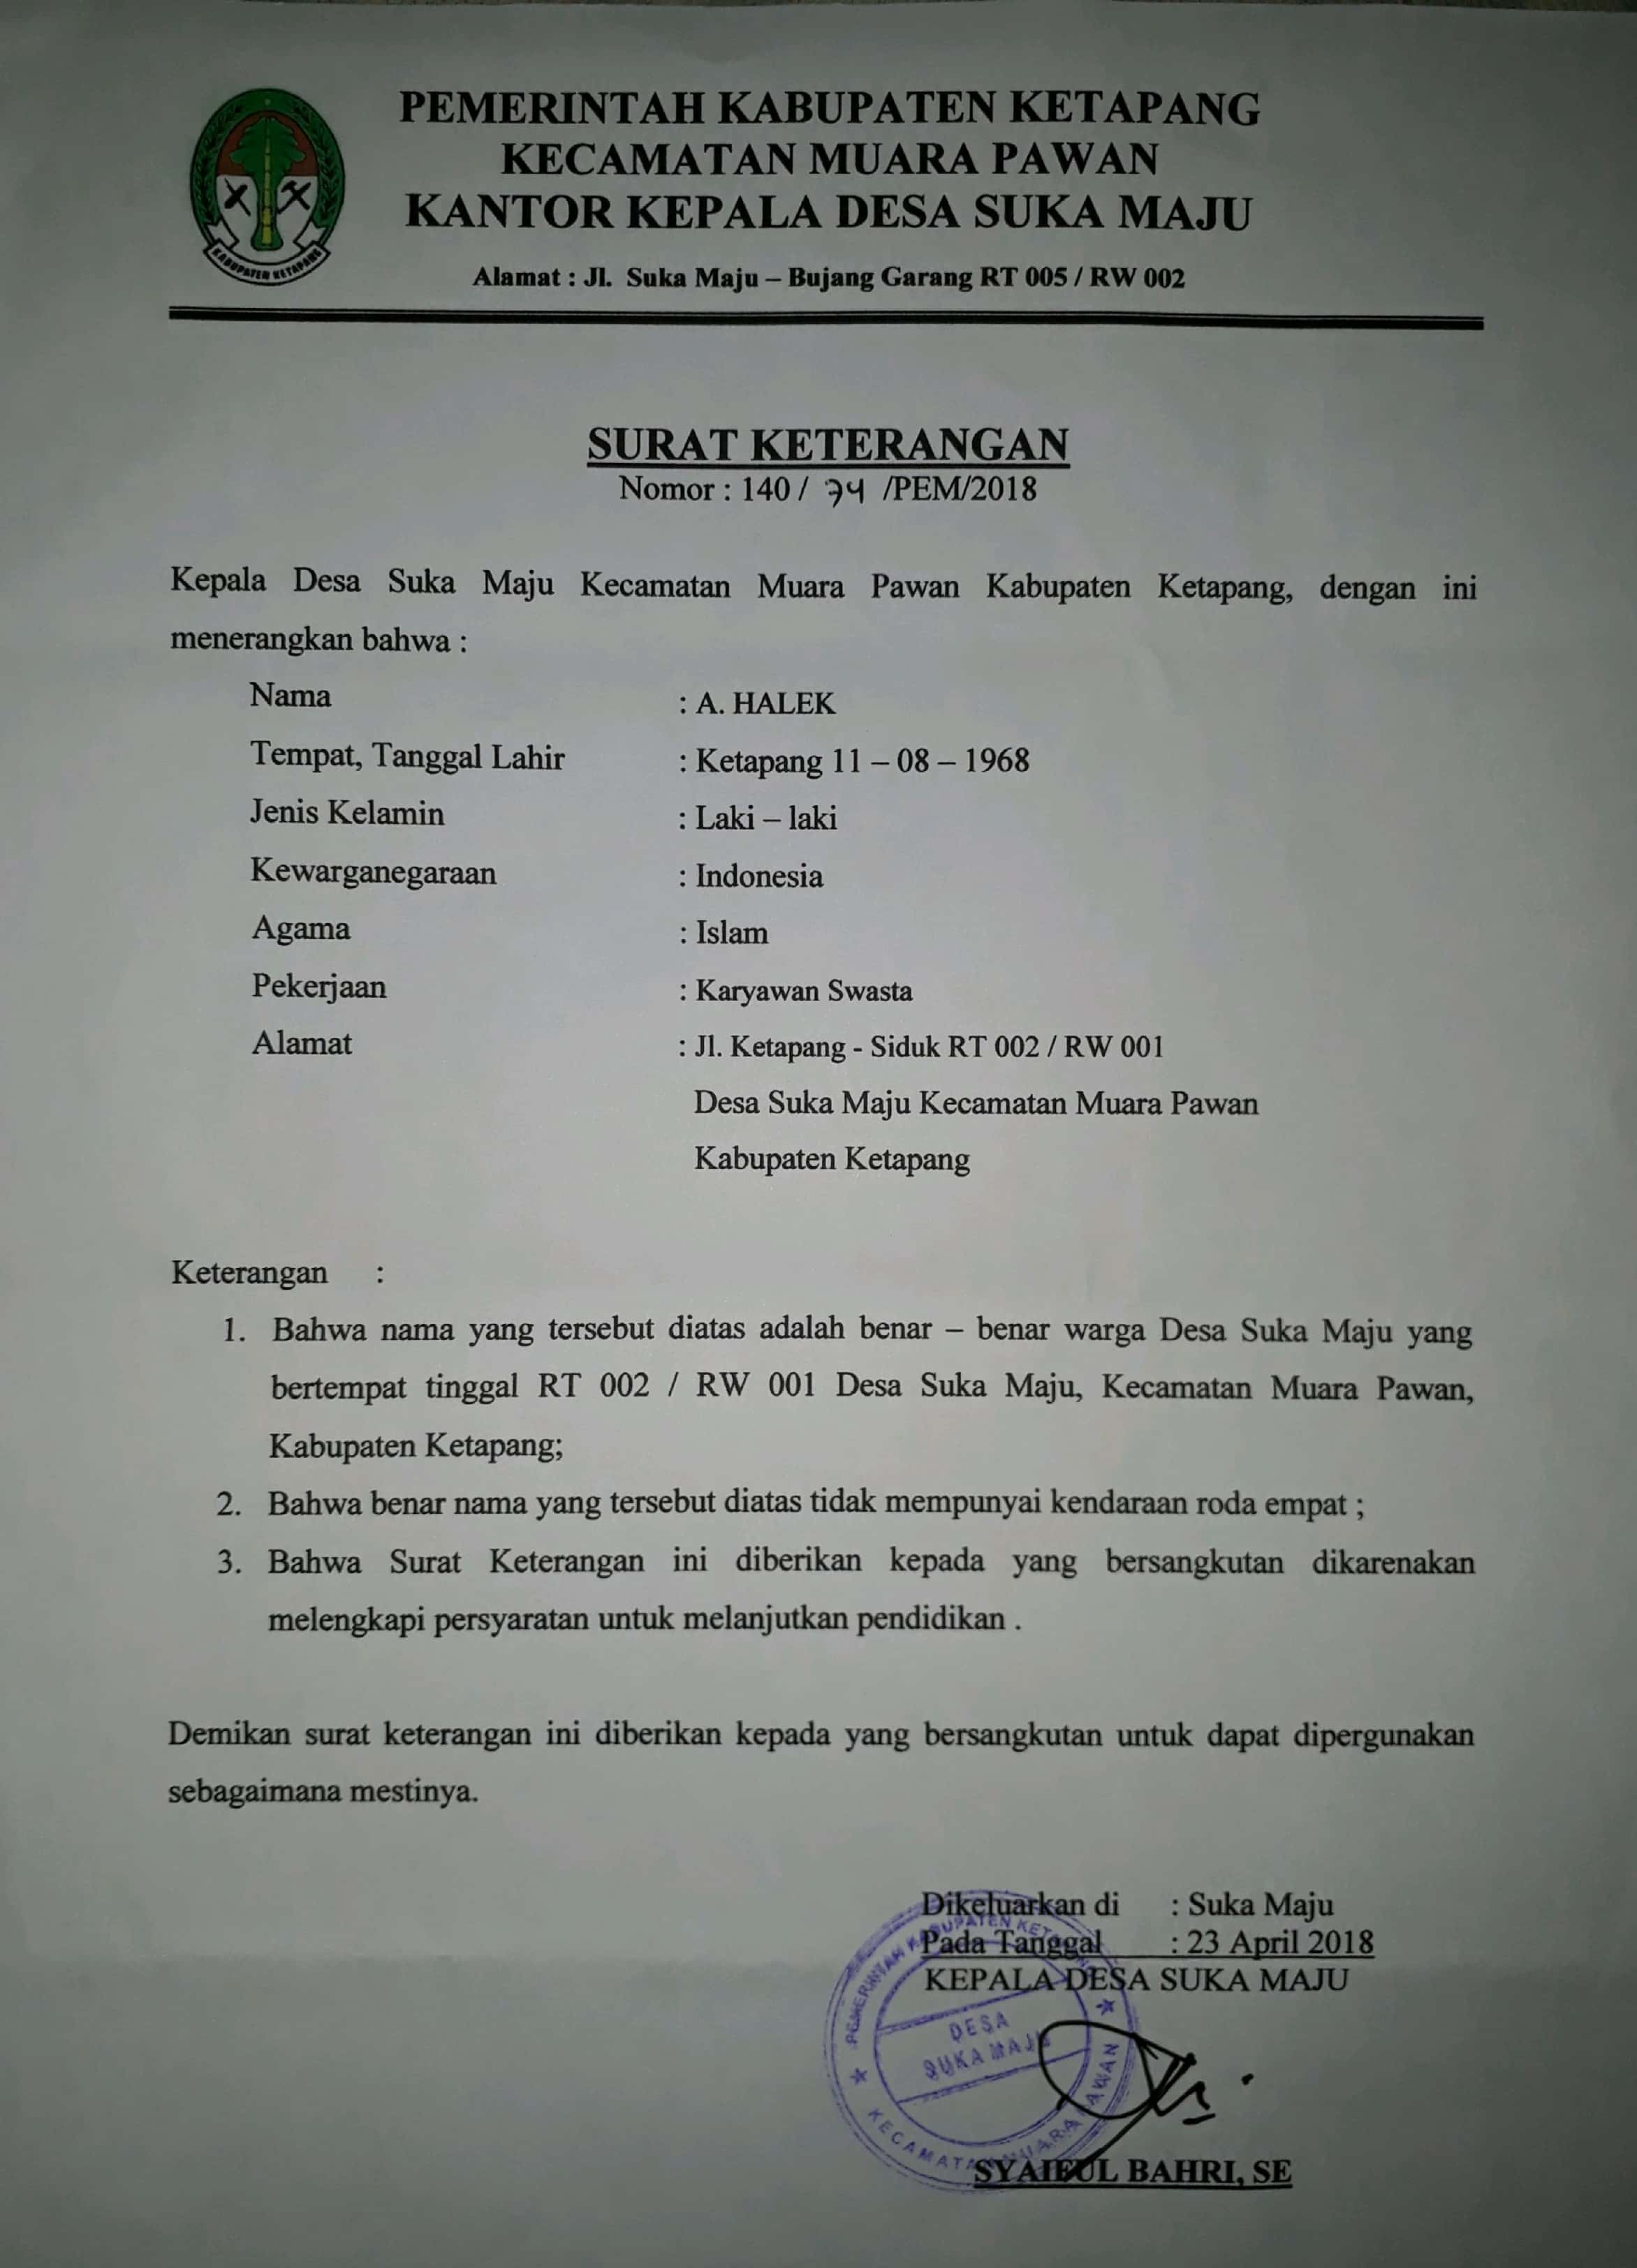 PEMERINTAH KABUPATEN KETAPANG
KECAMATAN MUARA PAWAN
KANTOR KEPALA DESA SUKA MAJU
Alamat : Jl. Suka Maju – Bujang Garang RT 005 / RW 002
KABUPATEN KETAPANG
SURAT KETERANGAN
Nomor : 140 / 74 /PEM/2018
Kepala Desa Suka Maju Kecamatan Muara Pawan Kabupaten Ketapang, dengan ini
menerangkan bahwa :
Nama : A. HALEK
Tempat, Tanggal Lahir : Ketapang 11 – 08 – 1968
Jenis Kelamin : Laki – laki
Kewarganegaraan : Indonesia
Agama : Islam
Pekerjaan : Karyawan Swasta
Alamat : Jl. Ketapang - Siduk RT 002 / RW 001
Desa Suka Maju Kecamatan Muara Pawan
Kabupaten Ketapang
Keterangan :
1. Bahwa nama yang tersebut diatas adalah benar – benar warga Desa Suka Maju yang
bertempat tinggal RT 002 / RW 001 Desa Suka Maju, Kecamatan Muara Pawan,
Kabupaten Ketapang;
2. Bahwa benar nama yang tersebut diatas tidak mempunyai kendaraan roda empat ;
3. Bahwa Surat Keterangan ini diberikan kepada yang bersangkutan dikarenakan
melengkapi persyaratan untuk melanjutkan pendidikan .
Demikan surat keterangan ini diberikan kepada yang bersangkutan untuk dapat dipergunakan
sebagaimana mestinya.
Dikeluarkan di : Suka Maju
Pada Tanggal : 23 April 2018
KEPALA DESA SUKA MAJU
PEMERINTAH KABUPATEN KETAPANG
DESA
SUKA MAJU
KECAMATAN MUARA PAWAN
SYAIFUL BAHRI, SE